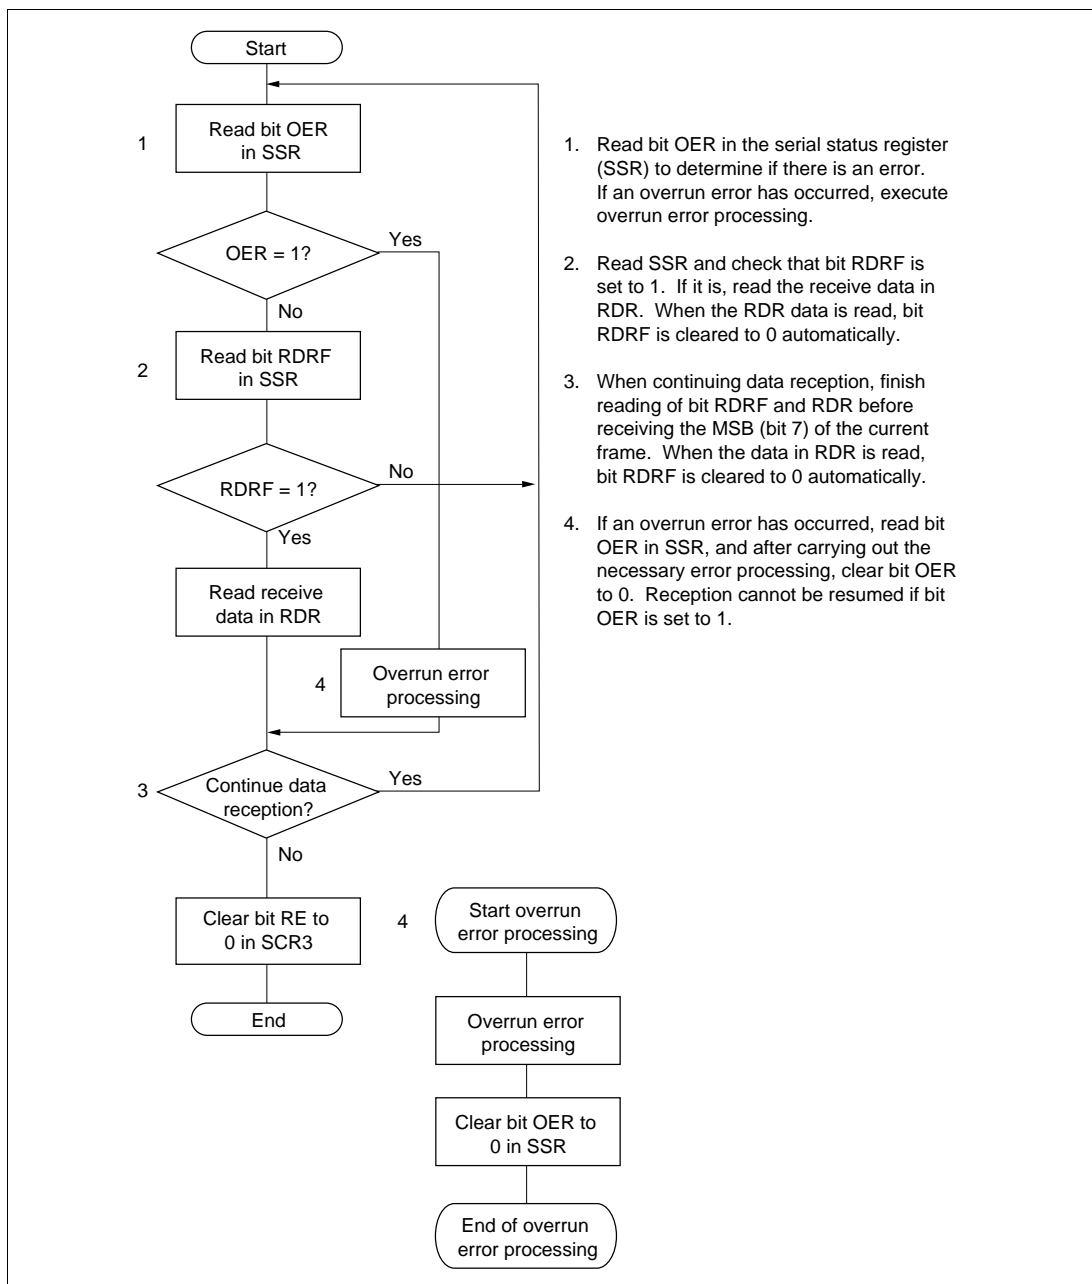 Start
1
Read bit OER
in SSR
OER = 1?
Yes
No
2
Read bit RDRF
in SSR
RDRF = 1?
No
Yes
Read receive
data in RDR
4
Overrun error
processing
3
Continue data
reception?
Yes
No
Clear bit RE to
0 in SCR3
End
4
Start overrun
error processing
Overrun error
processing
Clear bit OER to
0 in SSR
End of overrun
error processing
1. Read bit OER in the serial status register
(SSR) to determine if there is an error.
If an overrun error has occurred, execute
overrun error processing.
2. Read SSR and check that bit RDRF is
set to 1. If it is, read the receive data in
RDR. When the RDR data is read, bit
RDRF is cleared to 0 automatically.
3. When continuing data reception, finish
reading of bit RDRF and RDR before
receiving the MSB (bit 7) of the current
frame. When the data in RDR is read,
bit RDRF is cleared to 0 automatically.
4. If an overrun error has occurred, read bit
OER in SSR, and after carrying out the
necessary error processing, clear bit OER
to 0. Reception cannot be resumed if bit
OER is set to 1.